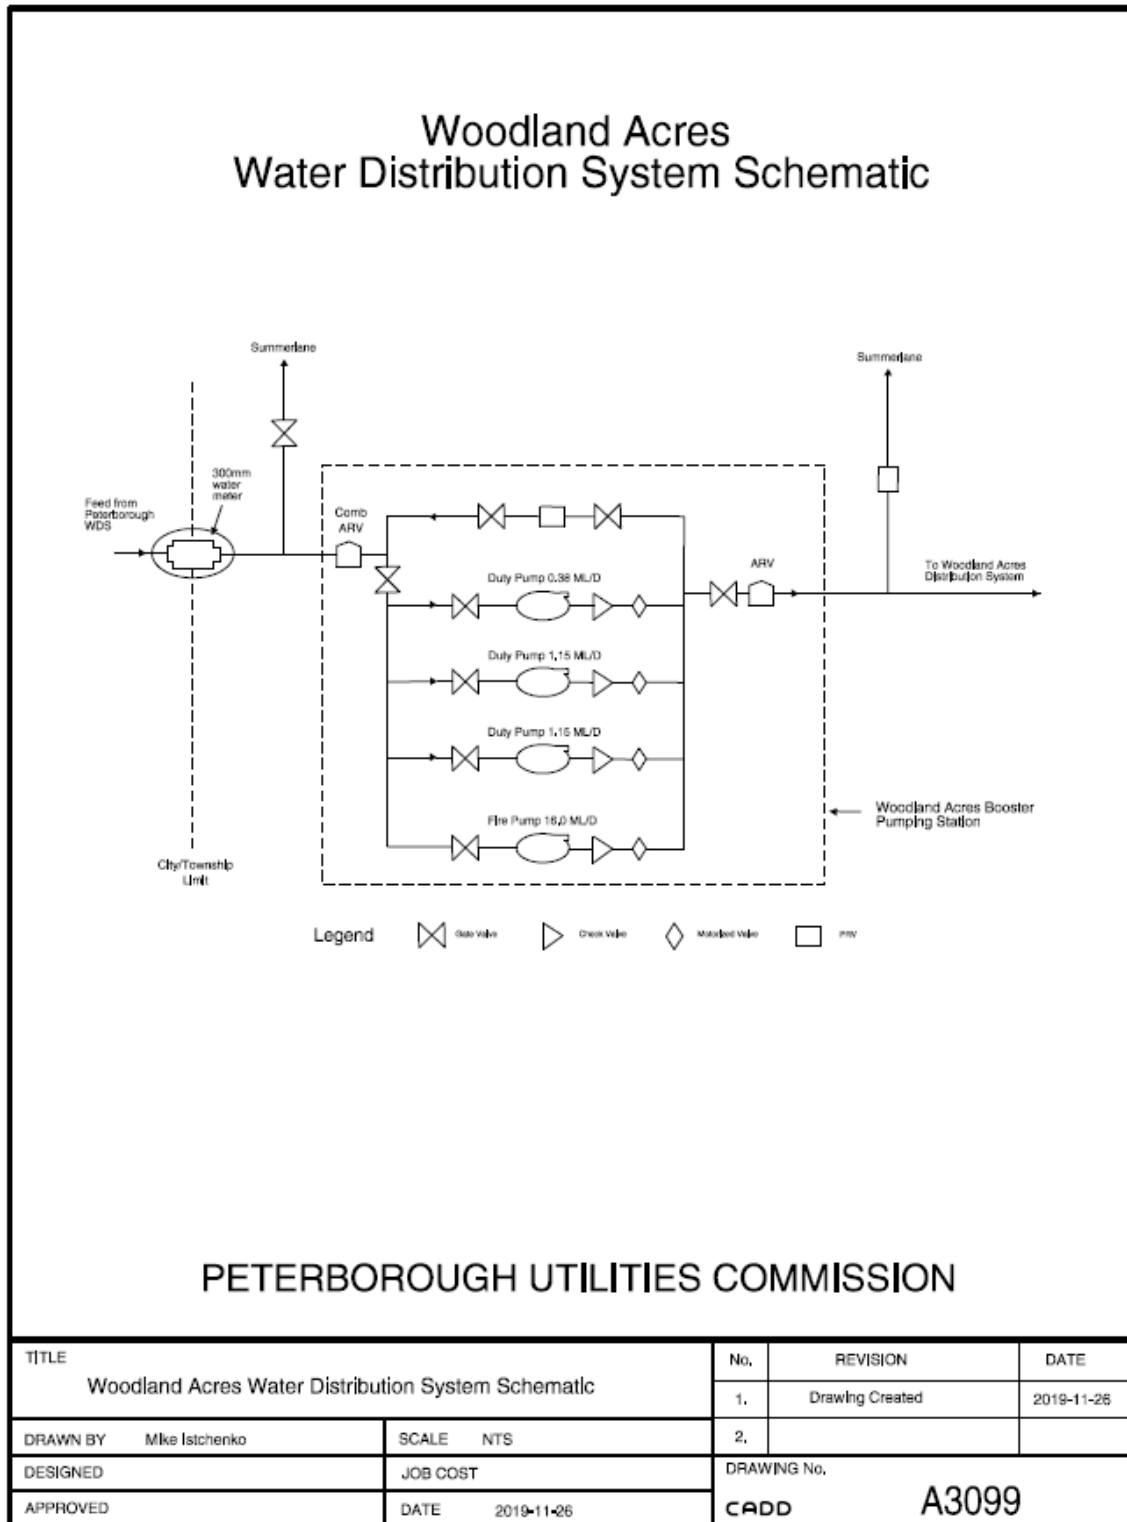 Woodland Acres
Water Distribution System Schematic
Summerlane
Summerlane
300mm
water
meter
Feed from
Peterborough
WDS
Comb
ARV
ARV
To Woodland Acres
Distribution System
Duty Pump 0.38 ML/D
Duty Pump 1.15 ML/D
Duty Pump 1.15 ML/D
Fire Pump 16.0 ML/D
Woodland Acres Booster
Pumping Station
City/Township
Limit
Legend
Gate Valve
Check Valve
Motorized Valve
PRV
PETERBOROUGH UTILITIES COMMISSION
TITLE
Woodland Acres Water Distribution System Schematic
No. REVISION DATE
1. Drawing Created 2019-11-26
2.
DRAWN BY Mike Istchenko
SCALE NTS
DESIGNED
JOB COST
APPROVED
DATE 2019-11-26
DRAWING No.
CADD A3099